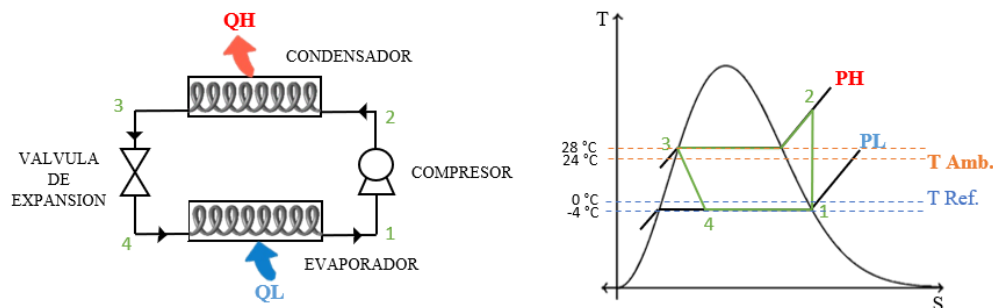 QH
CONDENSADOR
3
2
VALVULA
DE
EXPANSION
COMPRESOR
4
1
EVAPORADOR
QL
T
PH
2
3
PL
28 °C
24 °C
T Amb.
0 °C
-4 °C
T Ref.
4
1
S